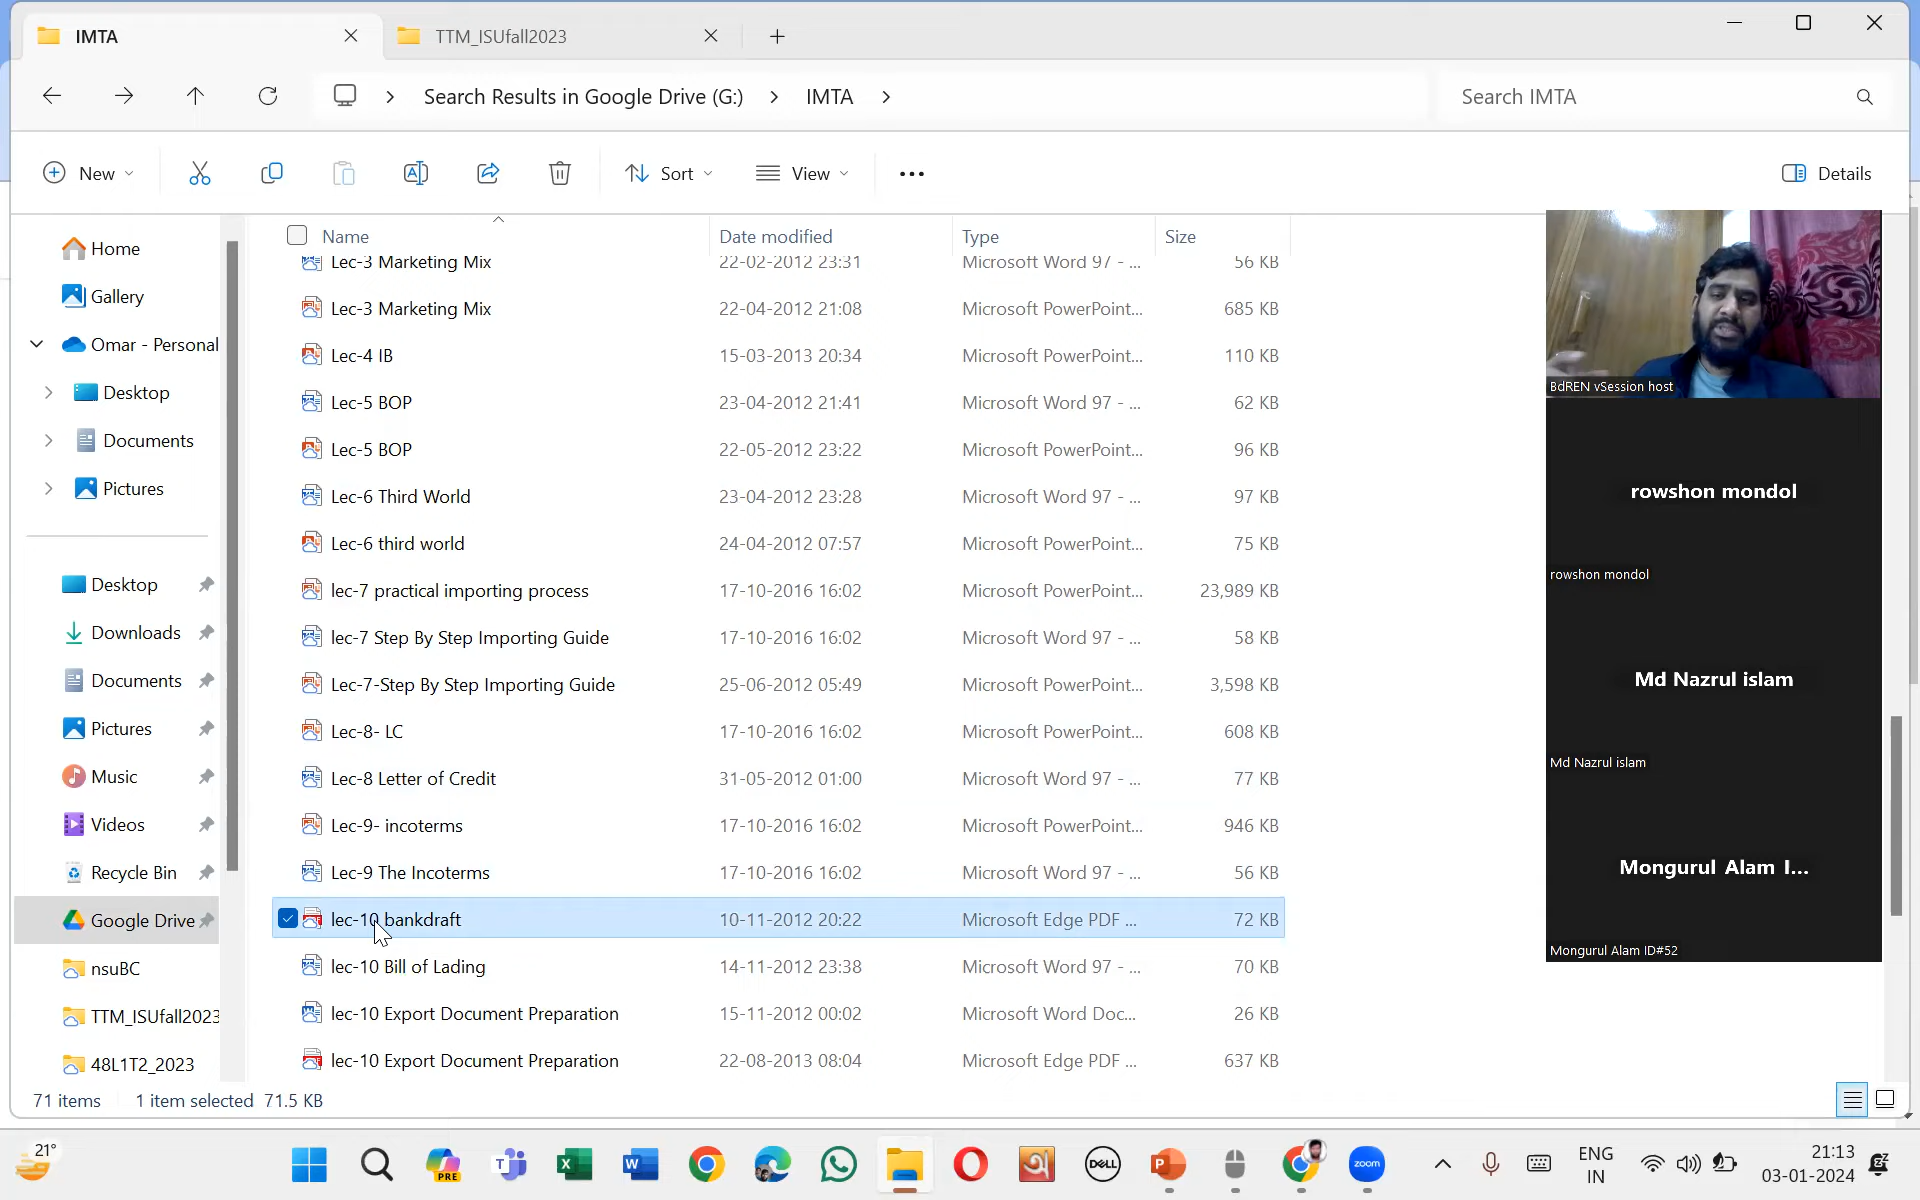 IMTA
TTM_ISUfall2023
Search Results in Google Drive (G:)
IMTA
Search IMTA
New
Sort
View
Details
Home
Gallery
Omar - Personal
Desktop
Documents
Pictures
Desktop
Downloads
Documents
Pictures
Music
Videos
Recycle Bin
Google Drive
nsuBC
TTM_ISUfall2023
48L1T2_2023
Name Date modified Type Size
Lec-3 Marketing Mix 22-02-2012 23:31 Microsoft Word 97 - ... 56 KB
Lec-3 Marketing Mix 22-04-2012 21:08 Microsoft PowerPoint... 685 KB
Lec-4 IB 15-03-2013 20:34 Microsoft PowerPoint... 110 KB
Lec-5 BOP 23-04-2012 21:41 Microsoft Word 97 - ... 62 KB
Lec-5 BOP 22-05-2012 23:22 Microsoft PowerPoint... 96 KB
Lec-6 Third World 23-04-2012 23:28 Microsoft Word 97 - ... 97 KB
Lec-6 third world 24-04-2012 07:57 Microsoft PowerPoint... 75 KB
lec-7 practical importing process 17-10-2016 16:02 Microsoft PowerPoint... 23,989 KB
lec-7 Step By Step Importing Guide 17-10-2016 16:02 Microsoft Word 97 - ... 58 KB
Lec-7-Step By Step Importing Guide 25-06-2012 05:49 Microsoft PowerPoint... 3,598 KB
Lec-8- LC 17-10-2016 16:02 Microsoft PowerPoint... 608 KB
Lec-8 Letter of Credit 31-05-2012 01:00 Microsoft Word 97 - ... 77 KB
Lec-9- incoterms 17-10-2016 16:02 Microsoft PowerPoint... 946 KB
Lec-9 The Incoterms 17-10-2016 16:02 Microsoft Word 97 - ... 56 KB
lec-10 bankdraft 10-11-2012 20:22 Microsoft Edge PDF ... 72 KB
lec-10 Bill of Lading 14-11-2012 23:38 Microsoft Word 97 - ... 70 KB
lec-10 Export Document Preparation 15-11-2012 00:02 Microsoft Word Doc... 26 KB
lec-10 Export Document Preparation 22-08-2013 08:04 Microsoft Edge PDF ... 637 KB
BdREN vSession host
rowshon mondol
rowshon mondol
Md Nazrul islam
Md Nazrul islam
Mongurul Alam I...
Mongurul Alam ID#52
71 items 1 item selected 71.5 KB
21°
PRE
DELL
zoom
ENG
IN
21:13
03-01-2024